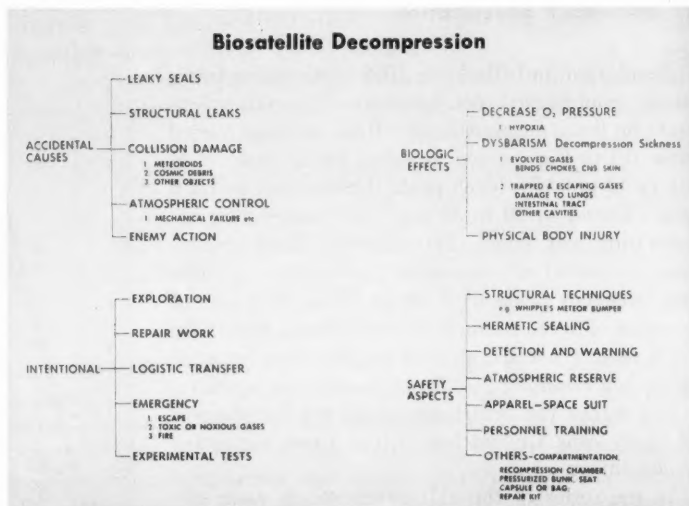 Biosatellite Decompression
ACCIDENTAL CAUSES
LEAKY SEALS
STRUCTURAL LEAKS
COLLISION DAMAGE
1 METEOROIDS
2 COSMIC DEBRIS
3 OTHER OBJECTS
ATMOSPHERIC CONTROL
1 MECHANICAL FAILURE etc
ENEMY ACTION
BIOLOGIC EFFECTS
DECREASE O₂ PRESSURE
1 HYPOXIA
DYSBARISM Decompression Sickness
1 EVOLVED GASES
BENDS CHOKES, CNS SKIN
2 TRAPPED & ESCAPING GASES
DAMAGE TO LUNGS
INTESTINAL TRACT
OTHER CAVITIES
PHYSICAL BODY INJURY
INTENTIONAL
EXPLORATION
REPAIR WORK
LOGISTIC TRANSFER
EMERGENCY
1 ESCAPE
2 TOXIC OR NOXIOUS GASES
3 FIRE
EXPERIMENTAL TESTS
SAFETY ASPECTS
STRUCTURAL TECHNIQUES
e.g. WHIPPLE'S METEOR BUMPER
HERMETIC SEALING
DETECTION AND WARNING
ATMOSPHERIC RESERVE
APPAREL-SPACE SUIT
PERSONNEL TRAINING
OTHERS-COMPARTMENTATION,
RECOMPRESSION CHAMBER,
PRESSURIZED BUNK, SEAT
CAPSULE OR BAG
REPAIR KIT